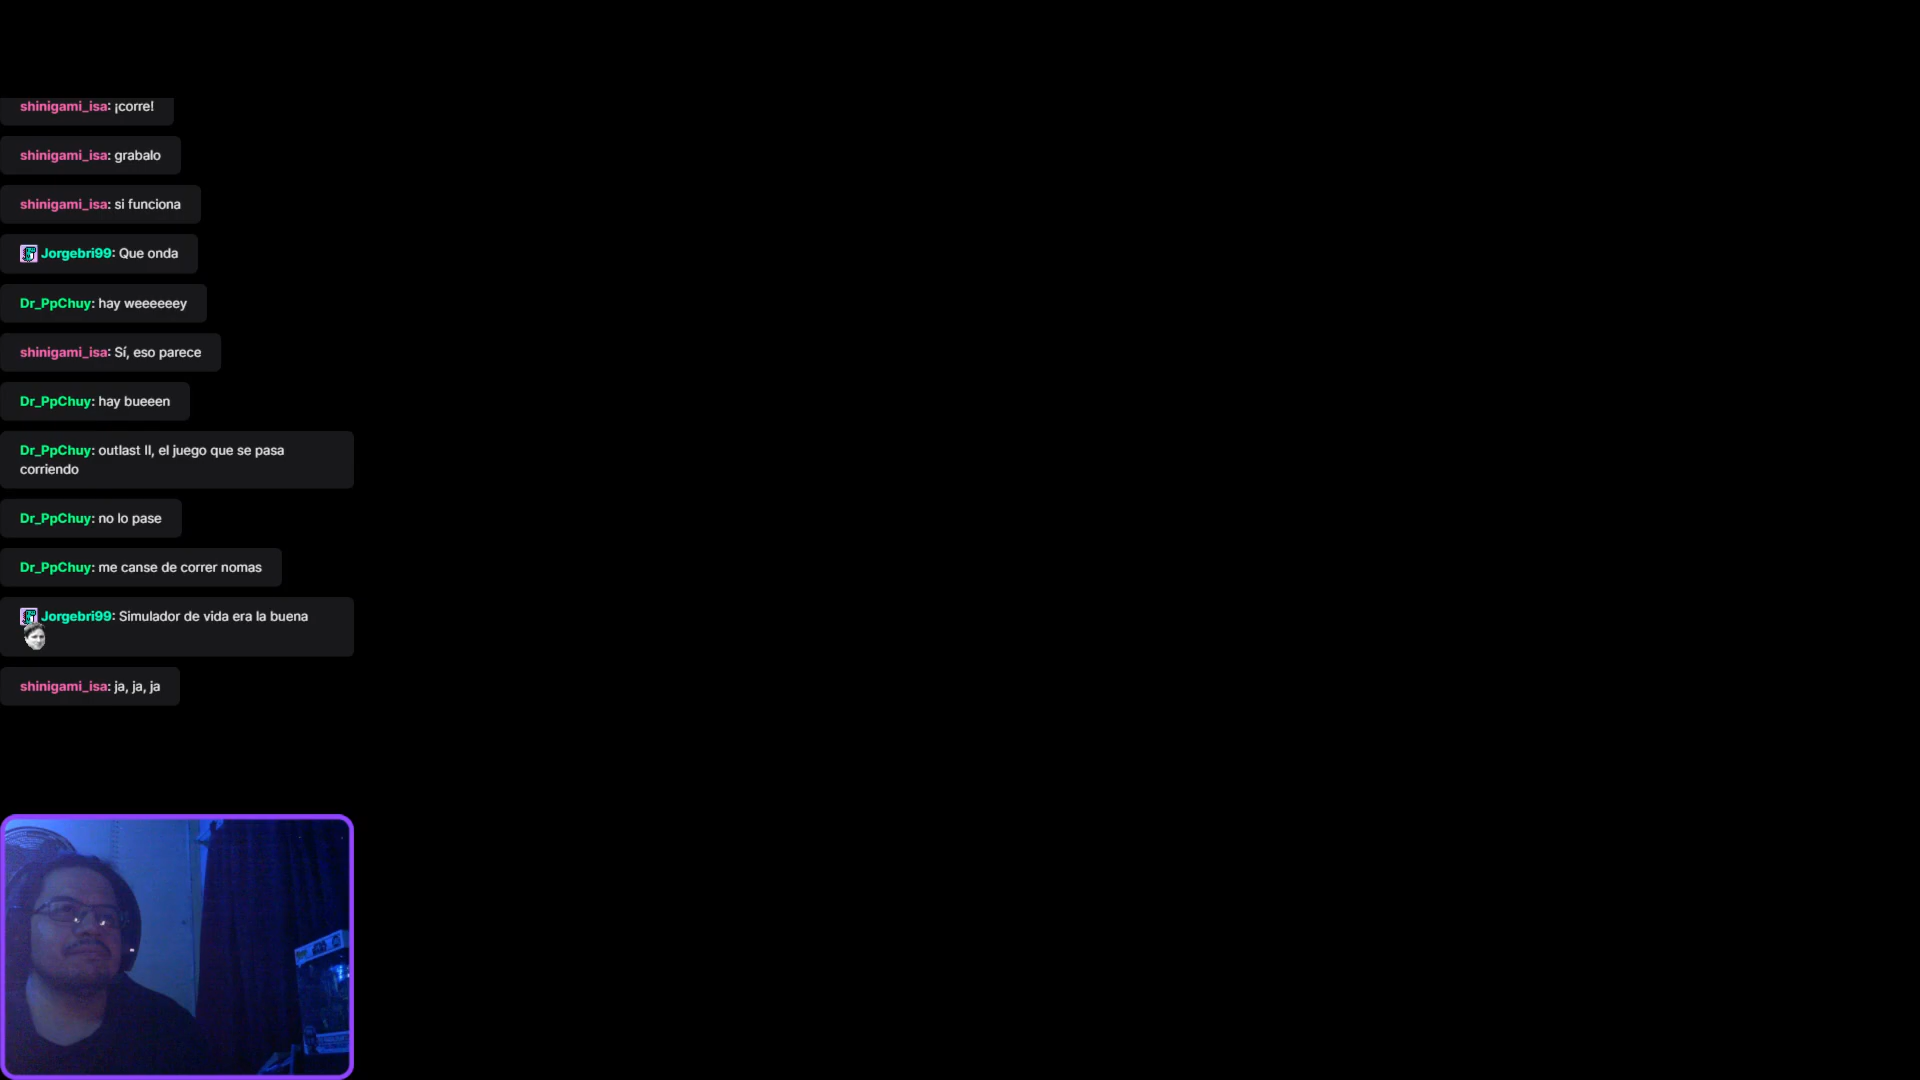 shinigami_isa: ¡corre!
shinigami_isa: grabalo
shinigami_isa: si funciona
Jorgebri99: Que onda
Dr_PpChuy: hay weeeeeey
shinigami_isa: Sí, eso parece
Dr_PpChuy: hay bueeen
Dr_PpChuy: outlast II, el juego que se pasa
corriendo
Dr_PpChuy: no lo pase
Dr_PpChuy: me canse de correr nomas
Jorgebri99: Simulador de vida era la buena
shinigami_isa: ja, ja, ja